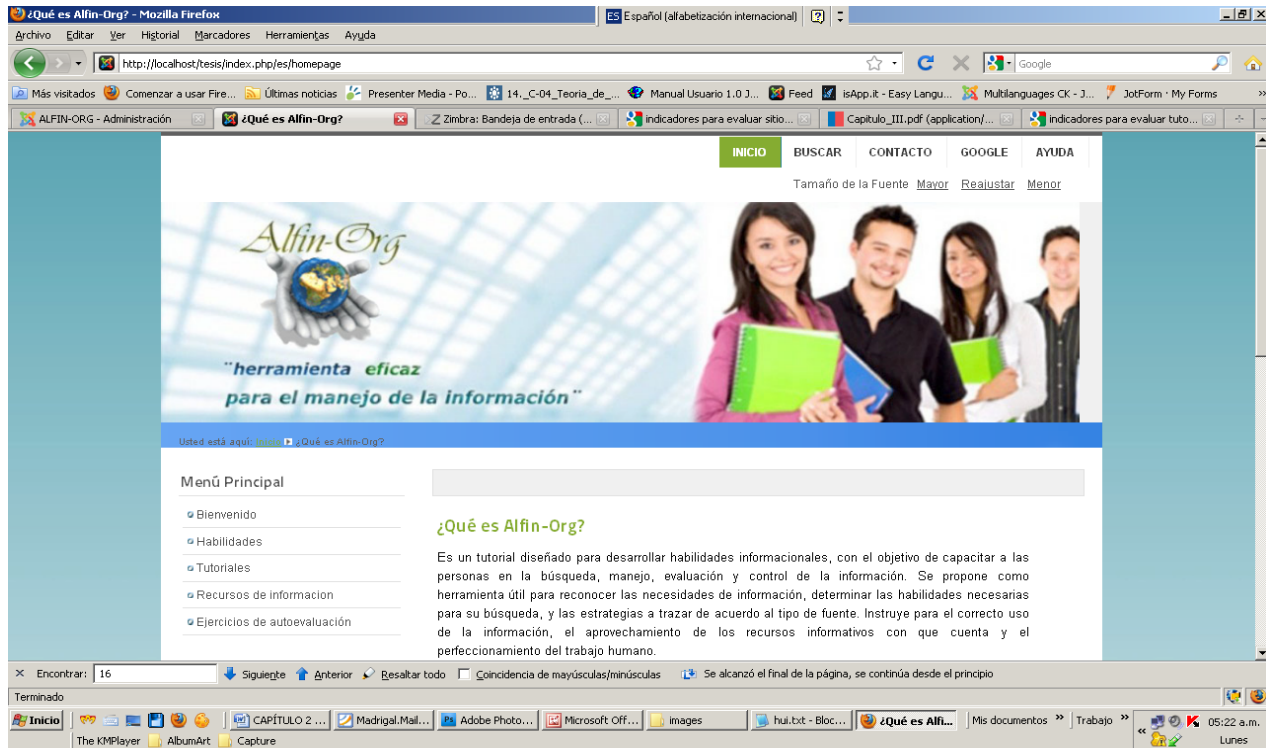 ¿Qué es Alfin-Org? - Mozilla Firefox
ES Español (alfabetización internacional)
Archivo Editar Ver Historial Marcadores Herramientas Ayuda
http://localhost/tesis/index.php/es/homepage
Google
Más visitados Comenzar a usar Fire... Últimas noticias Presenter Media - Po... 14._C-04_Teoria_de_... Manual Usuario 1.0 J... Feed isApp.it - Easy Langu... Multilanguages CK - J... JotForm · My Forms »
ALFIN-ORG - Administración ¿Qué es Alfin-Org? Zimbra: Bandeja de entrada (... indicadores para evaluar sitio... Capitulo_III.pdf (application/... indicadores para evaluar tuto...
INICIO BUSCAR CONTACTO GOOGLE AYUDA
Tamaño de la Fuente Mayor Reajustar Menor
Alfin-Org
¨herramienta eficaz
para el manejo de la información¨
Usted está aquí: Inicio ¿Qué es Alfin-Org?
Menú Principal
Bienvenido
Habilidades
Tutoriales
Recursos de informacion
Ejercicios de autoevaluación
¿Qué es Alfin-Org?
Es un tutorial diseñado para desarrollar habilidades informacionales, con el objetivo de capacitar a las
personas en la búsqueda, manejo, evaluación y control de la información. Se propone como
herramienta útil para reconocer las necesidades de información, determinar las habilidades necesarias
para su búsqueda, y las estrategias a trazar de acuerdo al tipo de fuente. Instruye para el correcto uso
de la información, el aprovechamiento de los recursos informativos con que cuenta y el
perfeccionamiento del trabajo humano.
Encontrar: 16 Siguiente Anterior Resaltar todo Coincidencia de mayúsculas/minúsculas Se alcanzó el final de la página, se continúa desde el principio
Terminado
Inicio CAPÍTULO 2 ... Madrigal.Mail... Adobe Photo... Microsoft Off... images hui.txt - Bloc... ¿Qué es Alfi... Mis documentos » Trabajo » « 05:22 a.m.
The KMPlayer AlbumArt Capture Lunes